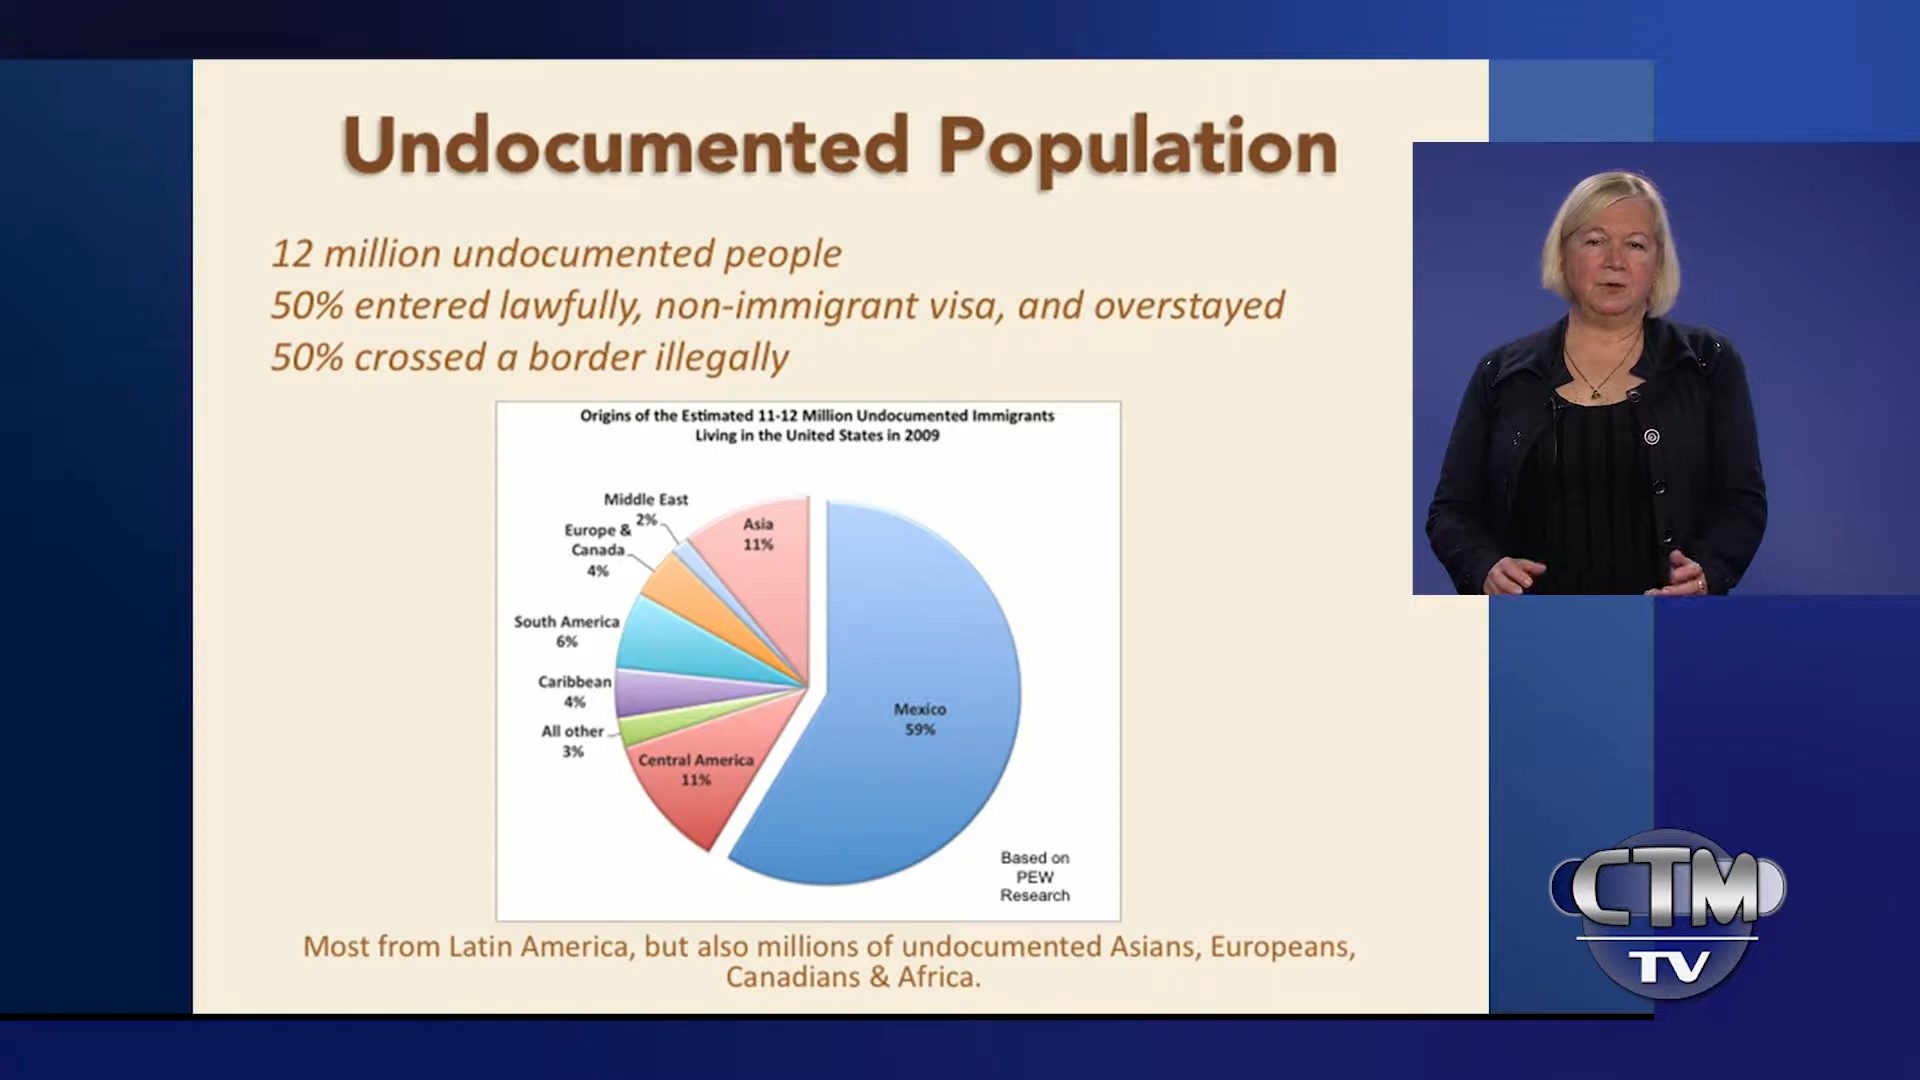 Undocumented Population
12 million undocumented people
50% entered lawfully, non-immigrant visa, and overstayed
50% crossed a border illegally
Origins of the Estimated 11-12 Million Undocumented Immigrants
Living in the United States in 2009
Middle East
2%
Europe &
Canada
4%
Asia
11%
South America
6%
Caribbean
4%
All other
3%
Central America
11%
Mexico
59%
Based on
PEW
Research
Most from Latin America, but also millions of undocumented Asians, Europeans,
Canadians & Africa.
CTM
TV